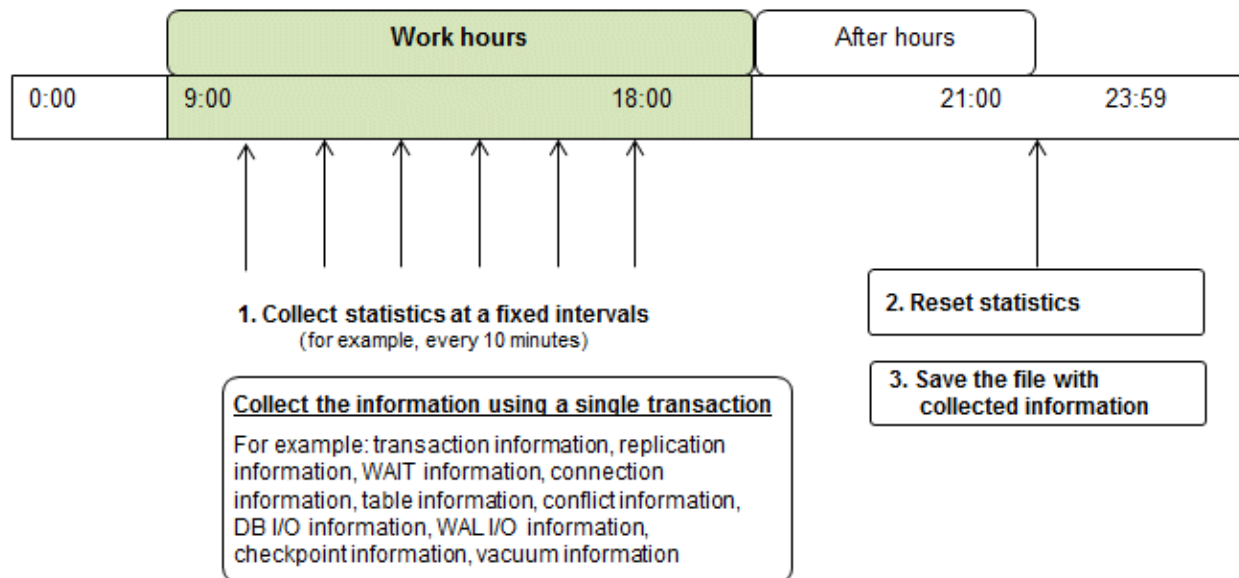 Work hours
After hours
0:00
9:00
18:00
21:00
23:59
1. Collect statistics at a fixed intervals
(for example, every 10 minutes)
Collect the information using a single transaction
For example: transaction information, replication
information, WAIT information, connection
information, table information, conflict information,
DB I/O information, WAL I/O information,
checkpoint information, vacuum information
2. Reset statistics
3. Save the file with
collected information